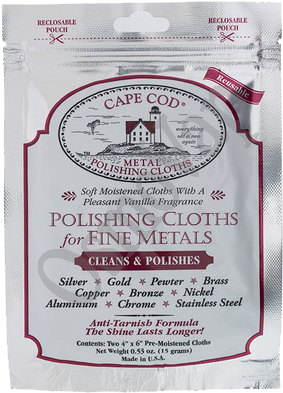 RECLOSABLE POUCH
RECLOSABLE POUCH
Reusable
CAPE COD®
everything
old is new
again
™
METAL
POLISHING CLOTHS
Soft Moistened Cloths With A
Pleasant Vanilla Fragrance
POLISHING CLOTHS
for FINE METALS
CLEANS & POLISHES
Silver * Gold * Pewter * Brass
Copper * Bronze * Nickel
Aluminum * Chrome * Stainless Steel
Anti-Tarnish Formula
The Shine Lasts Longer!
Contents: Two 4" x 6" Pre-Moistened Cloths
Net Weight 0.53 oz. (15 grams)
Made in U.S.A.